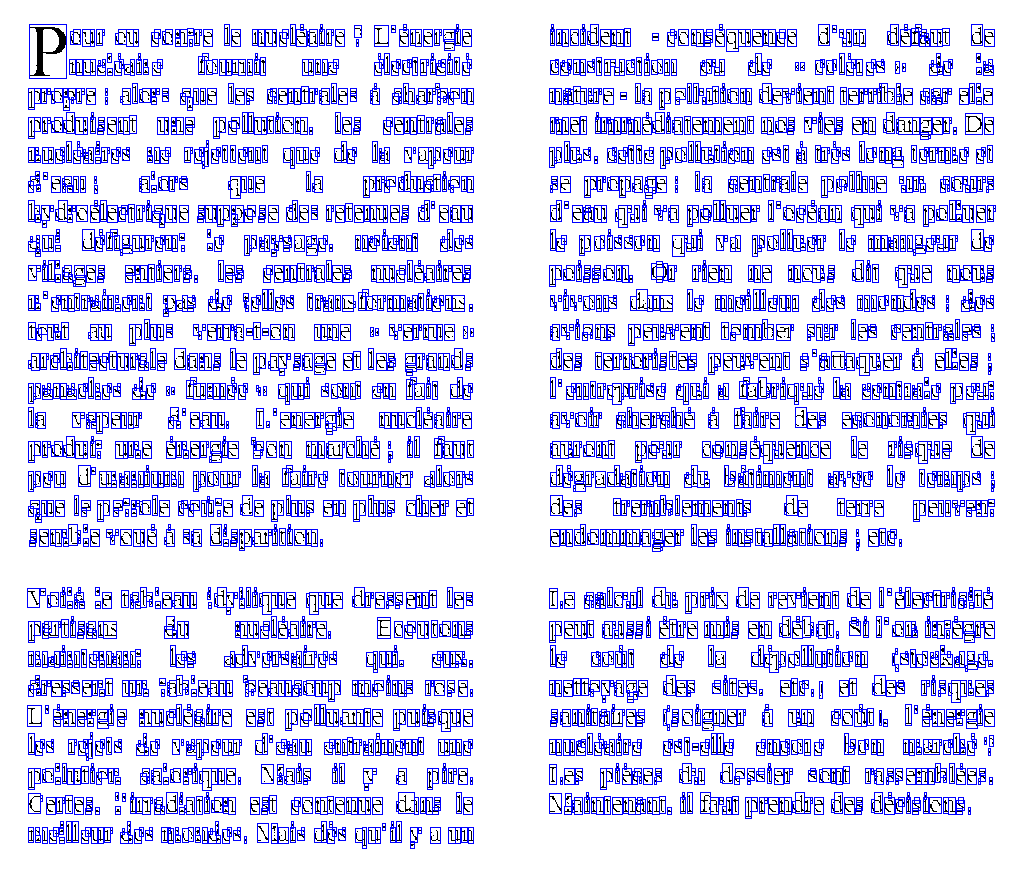 Pour ou contre le nucléaire ? L'énergie
nucléaire fournit une électricité
propre : alors que les centrales à charbon
produisent une pollution, les centrales
nucléaires ne rejettent que de la vapeur
d'eau ; alors que la production
hydroélectrique suppose des retenues d'eau
qui défigurent le paysage, noient des
villages entiers, les centrales nucléaires
n'entraînent pas de telles transformations,
tout au plus verra-t-on une « verrue »
architecturale dans le paysage et les grands
panaches de « fumée » qui sont en fait de
la vapeur d'eau. L'énergie nucléaire
produit une énergie bon marché ; il faut
peu d'uranium pour la faire tourner alors
que le pétrole coûte de plus en plus cher et
semble voué à sa disparition.
Voilà le tableau idyllique que dressent les
partisans du nucléaire. Écoutons
maintenant les adversaires qui, eux,
dressent un tableau beaucoup moins rose.
L'énergie nucléaire est polluante puisque
les rejets de vapeur d'eau entraînent une
pollution calorique. Mais il y a pire.
Certes, l'irradiation est contenue dans le
meilleur des mondes. Mais dès qu'il y a un
incident - conséquence d'un défaut de
construction ou de « colère » de la
nature - la pollution devient terrible car elle
met immédiatement nos vies en danger. De
plus, cette pollution est à très long terme et
se propage : la centrale pollue un cours
d'eau qui va polluer l'océan qui va polluer
le poisson qui va polluer le mangeur de
poisson. Or rien ne nous dit que nous
vivons dans le meilleur des mondes : des
avions peuvent tomber sur les centrales ;
des terroristes peuvent s'attaquer à elles ;
l'entreprise qui a fabriqué la centrale peut
avoir cherché à faire des économies qui
auront pour conséquence le risque de
dégradation du bâtiment avec le temps ;
des tremblements de terre peuvent
endommager les installations ; etc.
Le calcul du prix de revient de l'électricité
peut aussi être mis en débat. Si l'on intègre
le coût de la dépollution (stockage,
nettoyage des sites, etc.) et des risques
sanitaires (soigner a un coût), l'énergie
nucléaire est-elle encore bon marché ?
Les pièces du dossier sont rassemblées.
Maintenant, il faut prendre des décisions.